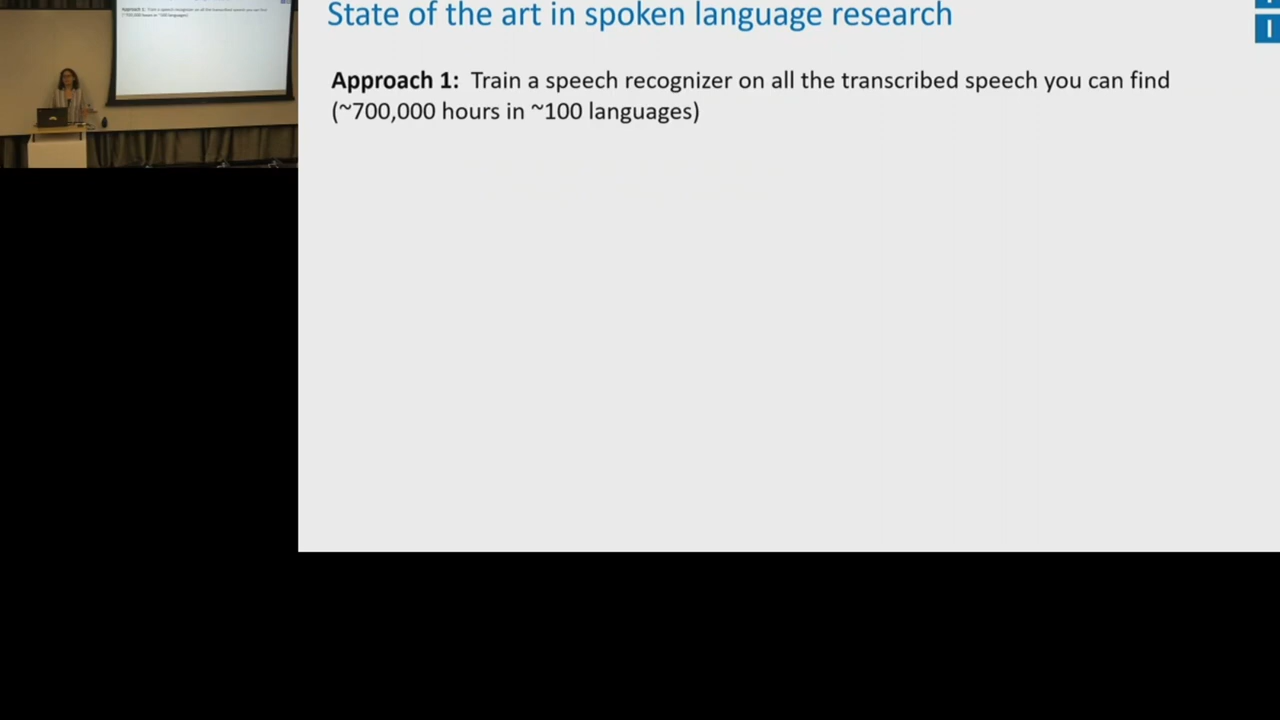 State of the art in spoken language research
Approach 1: Train a speech recognizer on all the transcribed speech you can find
(~700,000 hours in ~100 languages)